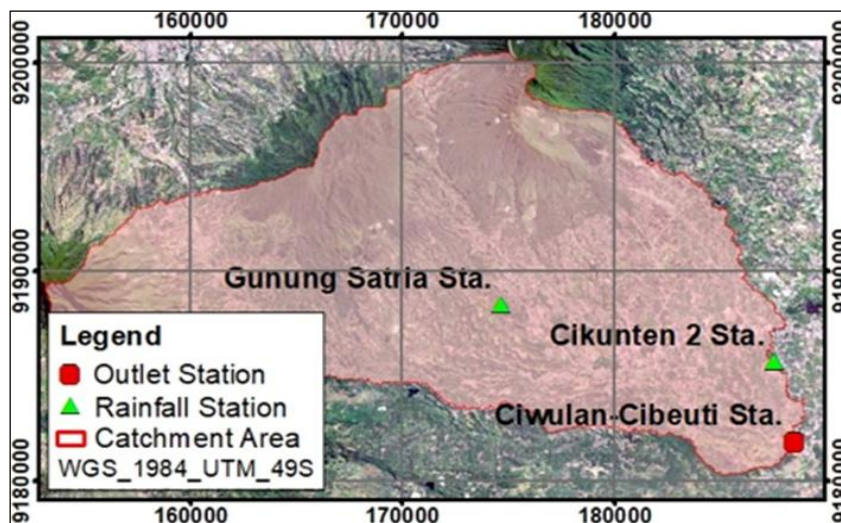 160000 170000 180000
9200000 9200000
9190000 9190000
Gunung Satria Sta.
Cikunten 2 Sta.
Ciwulan-Cibeuti Sta.
Legend
Outlet Station
Rainfall Station
Catchment Area
WGS_1984_UTM_49S
9180000 9180000
160000 170000 180000